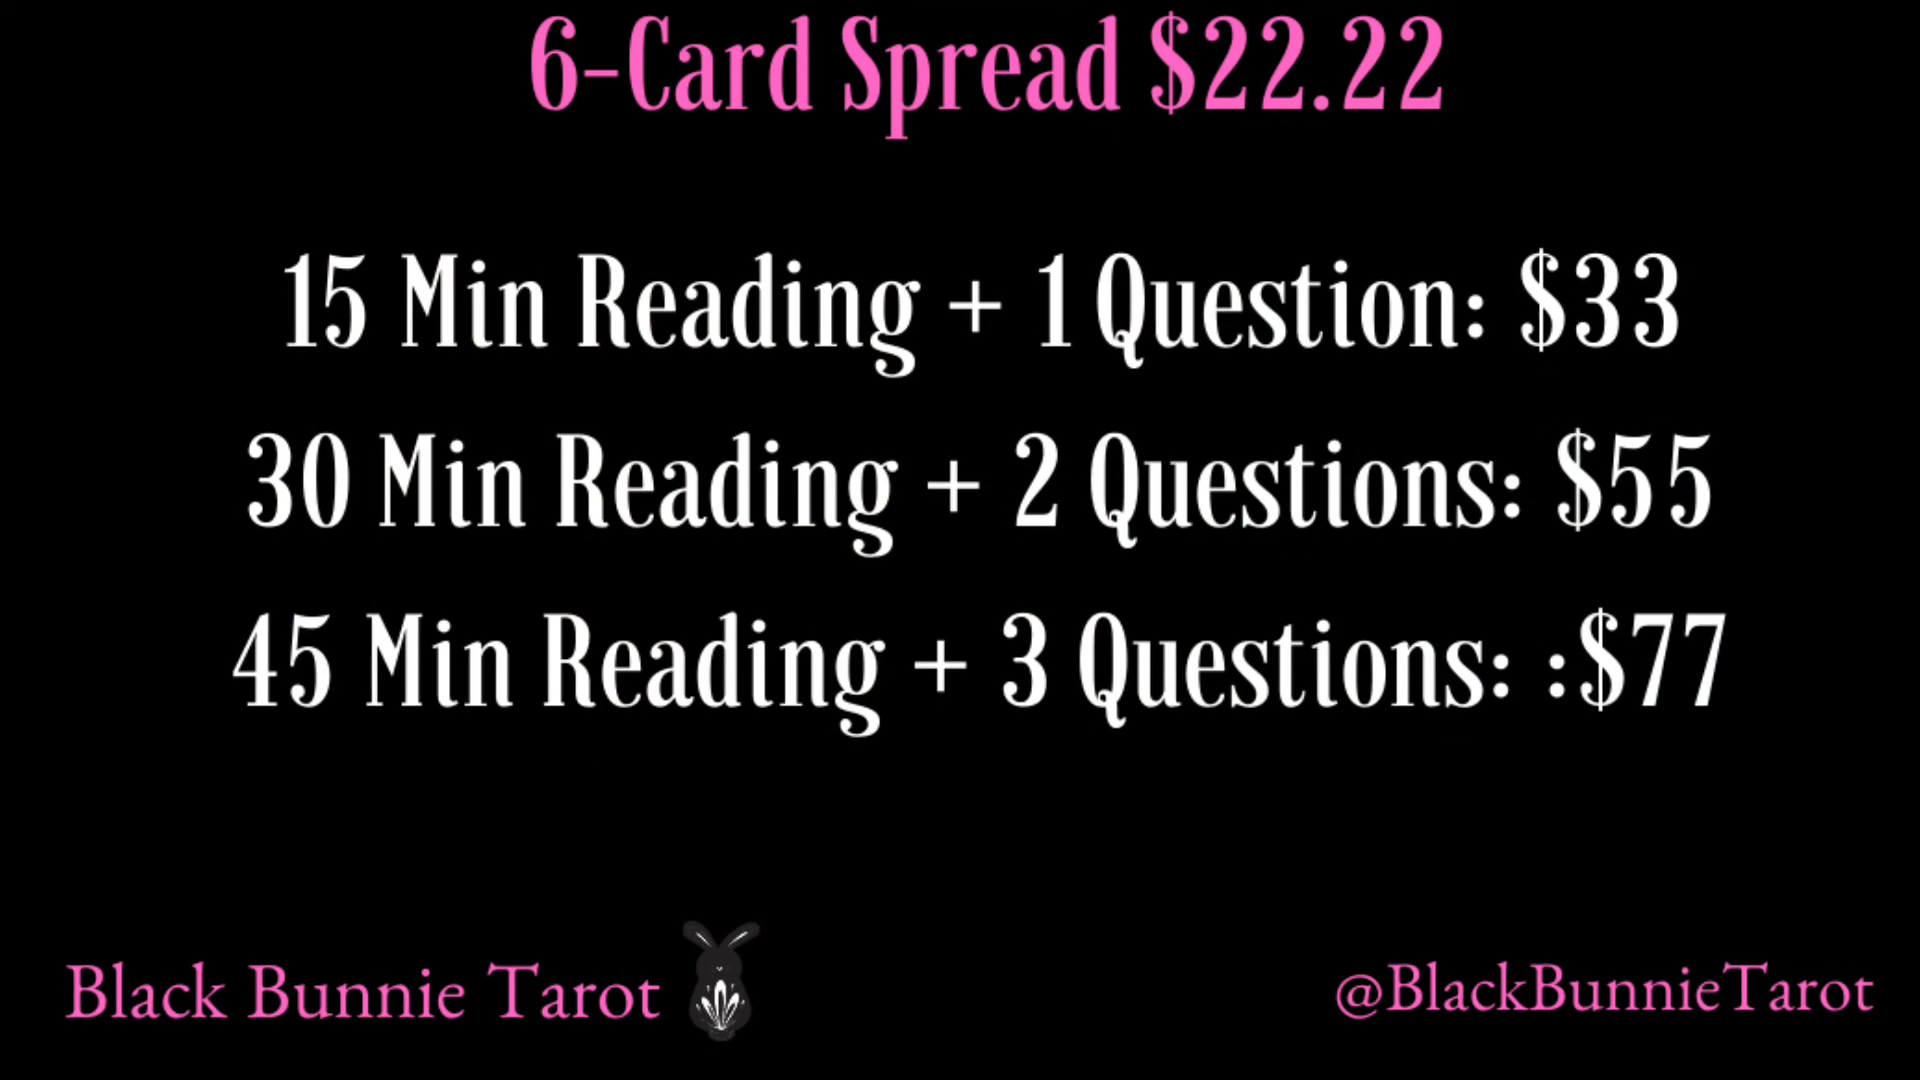 6-Card Spread $22.22
15 Min Reading + 1 Question: $33
30 Min Reading + 2 Questions: $55
45 Min Reading + 3 Questions: :$77
Black Bunnie Tarot
@BlackBunnieTarot